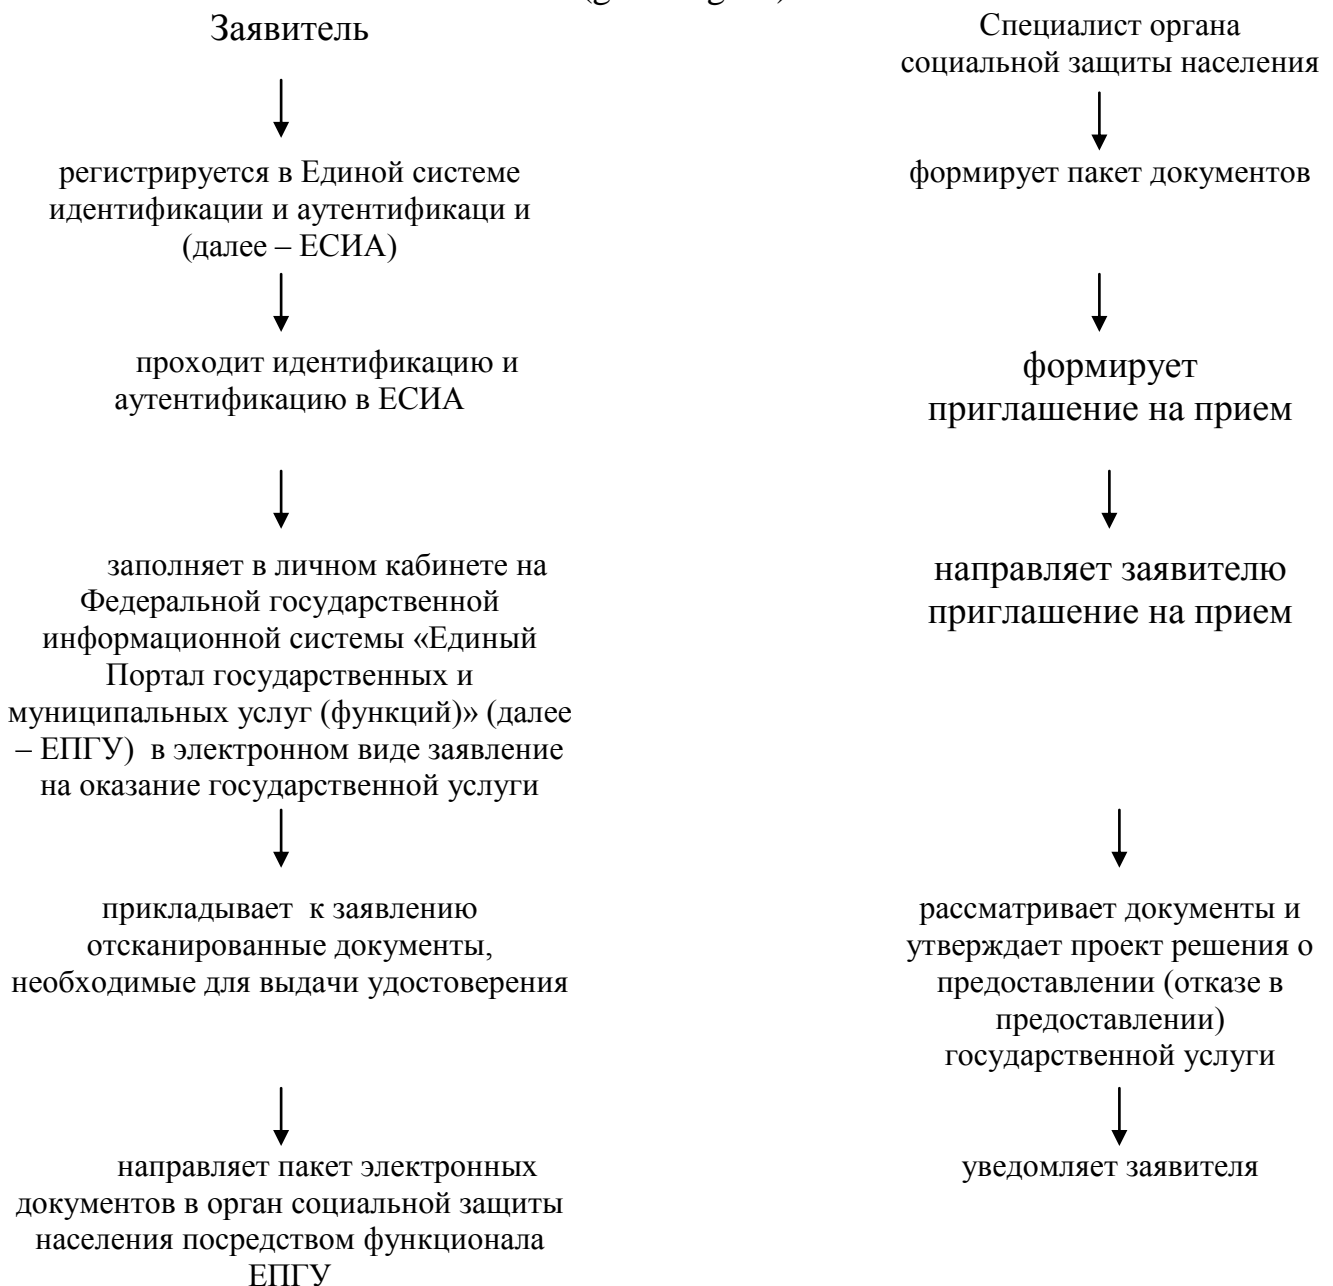 Заявитель
регистрируется в Единой системе
идентификации и аутентификаци и
(далее – ЕСИА)
проходит идентификацию и
аутентификацию в ЕСИА
заполняет в личном кабинете на
Федеральной государственной
информационной системы «Единый
Портал государственных и
муниципальных услуг (функций)» (далее
– ЕПГУ) в электронном виде заявление
на оказание государственной услуги
прикладывает к заявлению
отсканированные документы,
необходимые для выдачи удостоверения
направляет пакет электронных
документов в орган социальной защиты
населения посредством функционала
ЕПГУ
Специалист органа
социальной защиты населения
формирует пакет документов
формирует
приглашение на прием
направляет заявителю
приглашение на прием
рассматривает документы и
утверждает проект решения о
предоставлении (отказе в
предоставлении)
государственной услуги
уведомляет заявителя